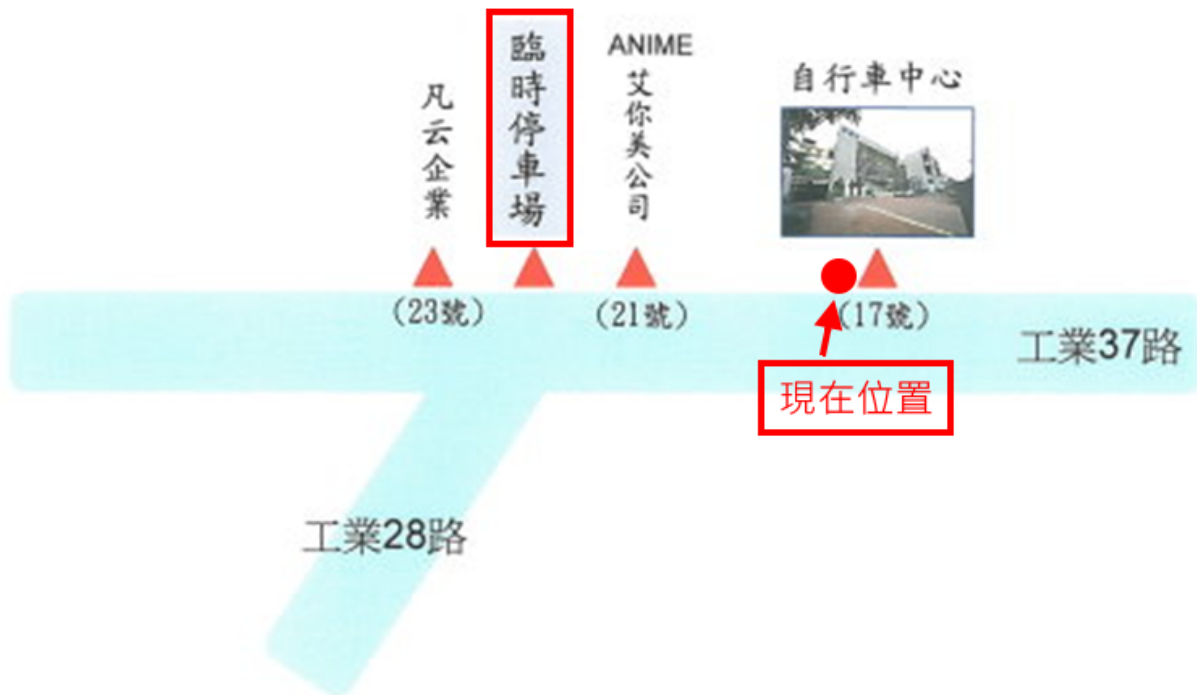 凡云企業
臨時停車場
ANIME
艾你美公司
自行車中心
(23號)
(21號)
(17號)
工業37路
現在位置
工業28路